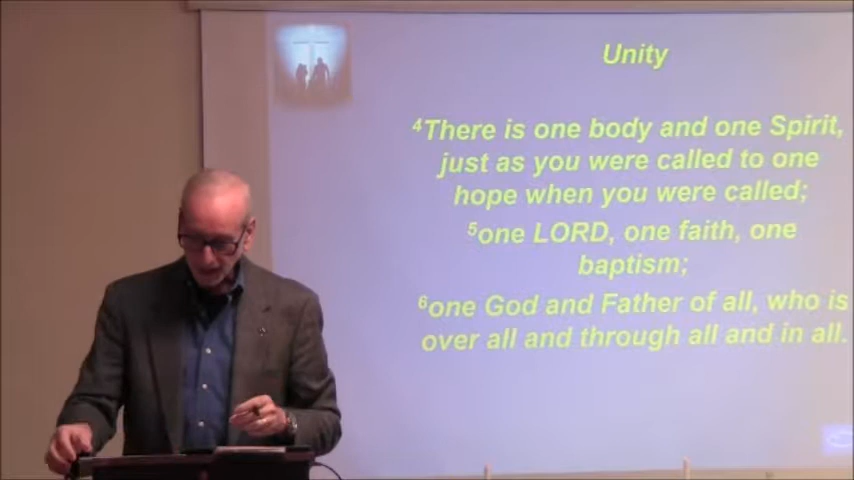 Unity
⁴There is one body and one Spirit,
just as you were called to one
hope when you were called;
⁵one LORD, one faith, one
baptism;
⁶one God and Father of all, who is
over all and through all and in all.